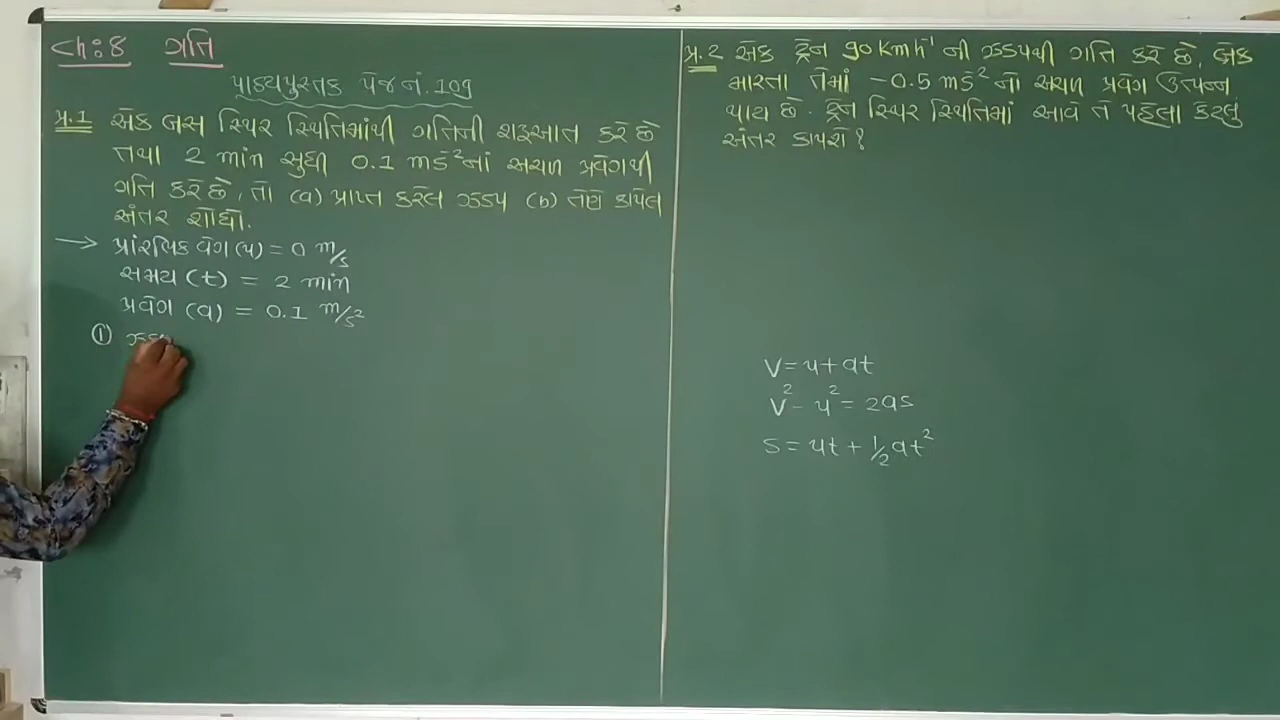 Ch:8 ગતિ
પાઠ્યપુસ્તક પેજ નં. 109
પ્ર.1 એક બસ સ્થિર સ્થિતિમાંથી ગતિની શરૂઆત કરે છે
તથા 2 min સુધી 0.1 ms⁻² નાં અચળ પ્રવેગથી
ગતિ કરે છે, તો (a) પ્રાપ્ત કરેલ ઝડપ (b) તેણે કાપેલ
અંતર શોધો.
→ પ્રારંભિક વેગ (u) = 0 m/s
સમય (t) = 2 min
પ્રવેગ (a) = 0.1 m/s²
①
પ્ર.2 એક ટ્રેન 90 kmh⁻¹ ની ઝડપથી ગતિ કરે છે, બ્રેક
મારતા તેમાં -0.5 ms⁻² નો અચળ પ્રવેગ ઉત્પન્ન
થાય છે. ટ્રેન સ્થિર સ્થિતિમાં આવે તે પહેલા કેટલું
અંતર કાપશે?
v = u + at
v² - u² = 2as
s = ut + ½ at²